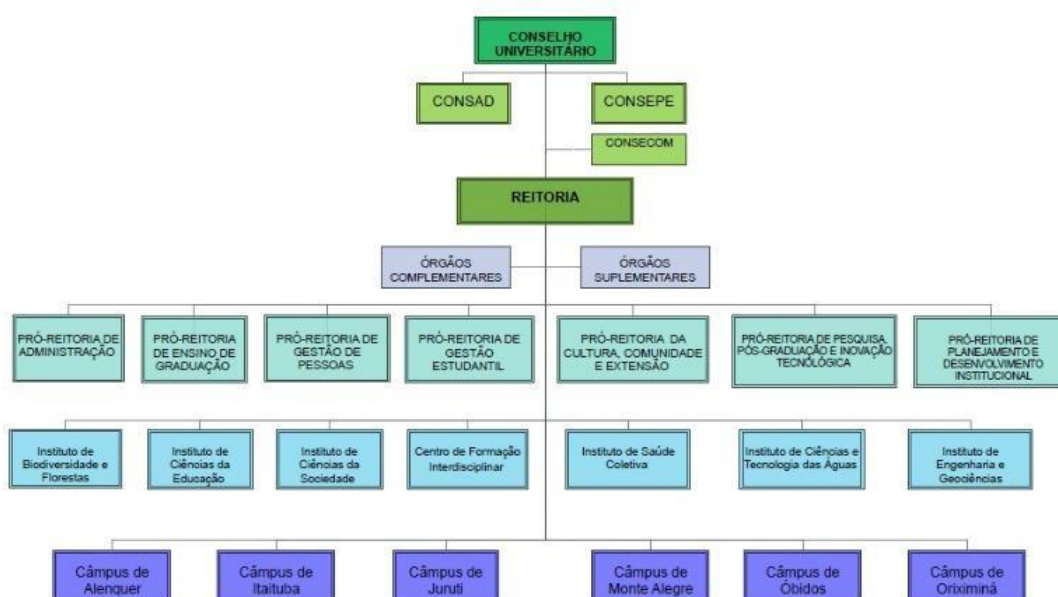 CONSELHO
UNIVERSITÁRIO
CONSAD
CONSEPE
CONSECOM
REITORIA
ÓRGÃOS
COMPLEMENTARES
ÓRGÃOS
SUPLEMENTARES
PRÓ-REITORIA DE
ADMINISTRAÇÃO
PRÓ-REITORIA
DE ENSINO DE
GRADUAÇÃO
PRÓ-REITORIA DE
GESTÃO DE
PESSOAS
PRÓ-REITORIA DE
GESTÃO
ESTUDANTIL
PRÓ-REITORIA DA
CULTURA, COMUNIDADE
E EXTENSÃO
PRÓ-REITORIA DE PESQUISA,
PÓS-GRADUAÇÃO E INOVAÇÃO
TECNOLÓGICA
PRÓ-REITORIA DE
PLANEJAMENTO E
DESENVOLVIMENTO
INSTITUCIONAL
Instituto de
Biodiversidade e
Florestas
Instituto de
Ciências da
Educação
Instituto de
Ciências da
Sociedade
Centro de Formação
Interdisciplinar
Instituto de Saúde
Coletiva
Instituto de Ciências e
Tecnologia das Águas
Instituto de
Engenharia e
Geociências
Câmpus de
Alenquer
Câmpus de
Itaituba
Câmpus de
Juruti
Câmpus de
Monte Alegre
Câmpus de
Óbidos
Câmpus de
Oriximiná